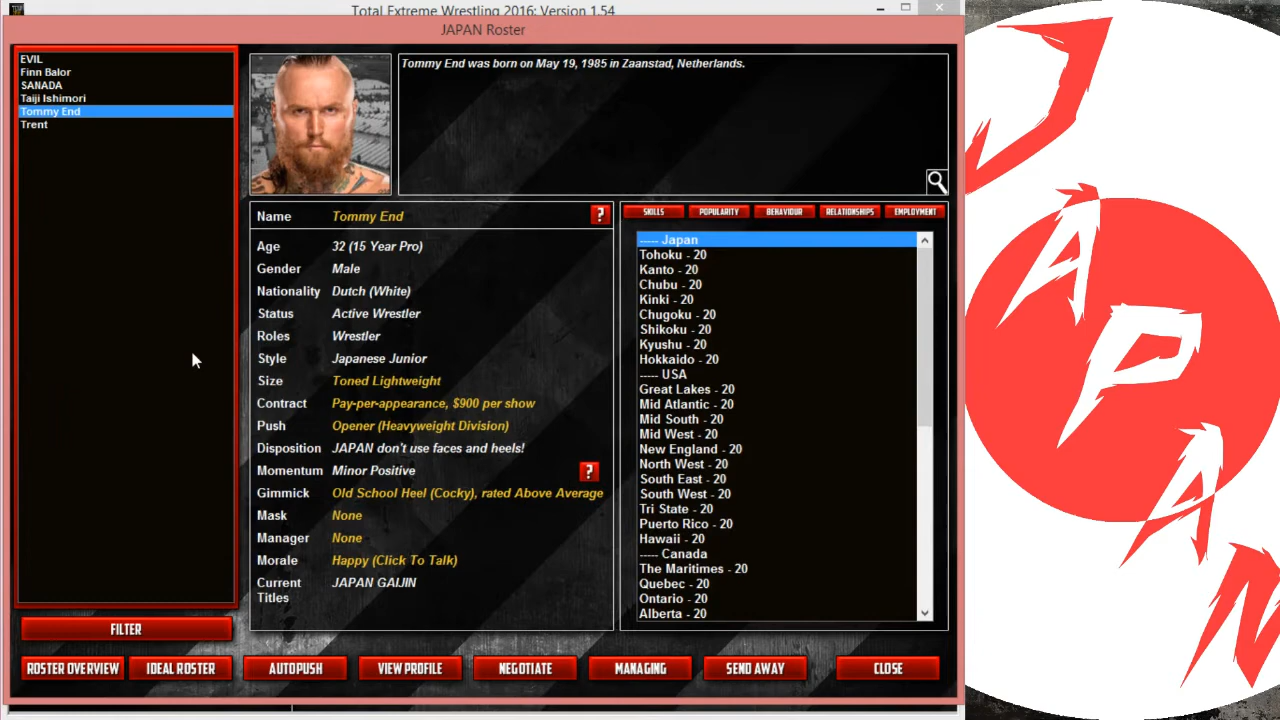 Total Extreme Wrestling 2016: Version 1.54
JAPAN Roster
EVIL
Finn Balor
SANADA
Taiji Ishimori
Tommy End
Trent
Tommy End was born on May 19, 1985 in Zaanstad, Netherlands.
Name Tommy End ?
Age 32 (15 Year Pro)
Gender Male
Nationality Dutch (White)
Status Active Wrestler
Roles Wrestler
Style Japanese Junior
Size Toned Lightweight
Contract Pay-per-appearance, $900 per show
Push Opener (Heavyweight Division)
Disposition JAPAN don't use faces and heels!
Momentum Minor Positive ?
Gimmick Old School Heel (Cocky), rated Above Average
Mask None
Manager None
Morale Happy (Click To Talk)
Current Titles JAPAN GAIJIN
SKILLS POPULARITY BEHAVIOUR RELATIONSHIPS EMPLOYMENT
----- Japan
Tohoku - 20
Kanto - 20
Chubu - 20
Kinki - 20
Chugoku - 20
Shikoku - 20
Kyushu - 20
Hokkaido - 20
----- USA
Great Lakes - 20
Mid Atlantic - 20
Mid South - 20
Mid West - 20
New England - 20
North West - 20
South East - 20
South West - 20
Tri State - 20
Puerto Rico - 20
Hawaii - 20
----- Canada
The Maritimes - 20
Quebec - 20
Ontario - 20
Alberta - 20
FILTER
ROSTER OVERVIEW IDEAL ROSTER AUTOPUSH VIEW PROFILE NEGOTIATE MANAGING SEND AWAY CLOSE
JAPAN